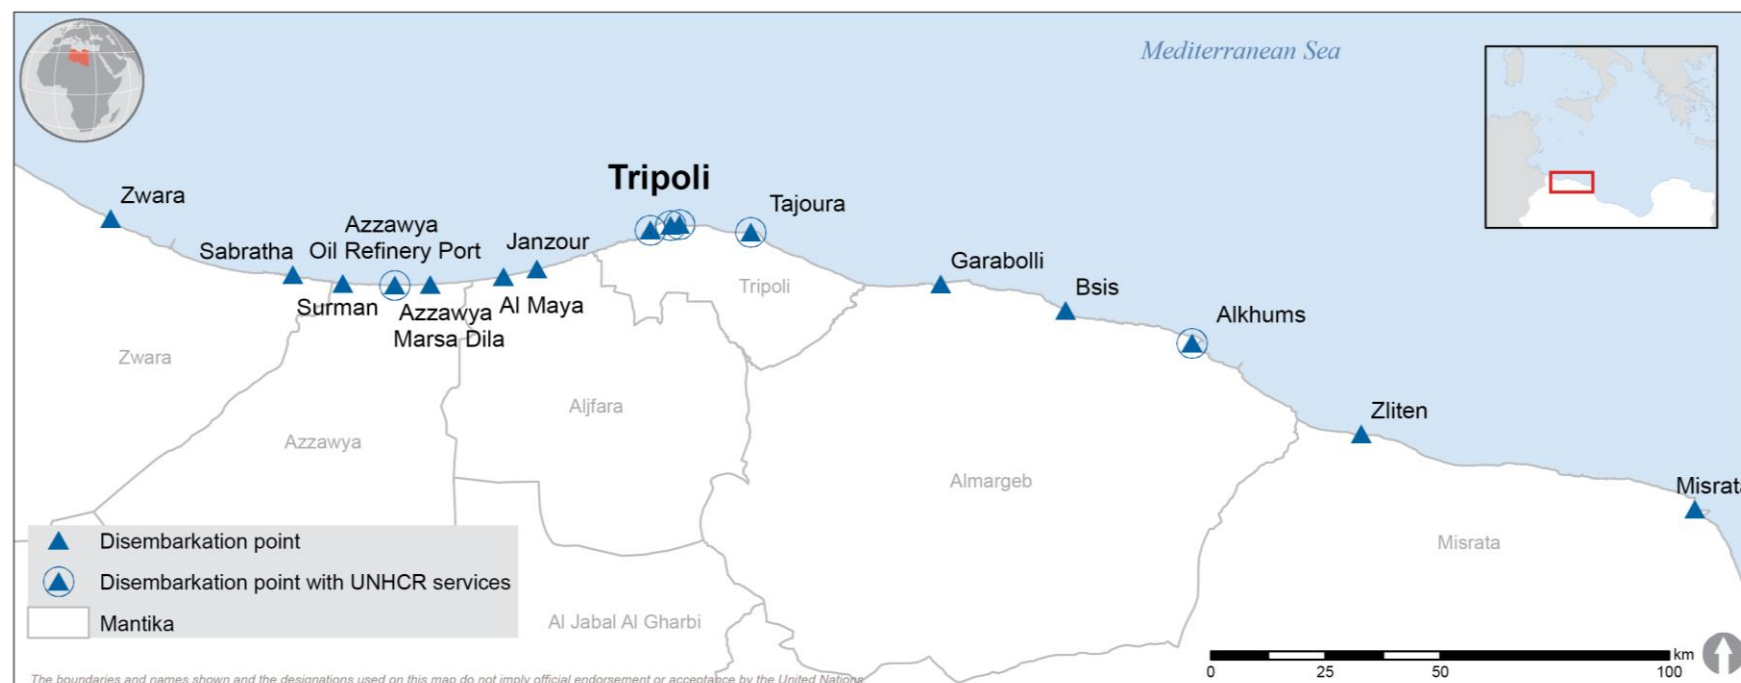 Mediterranean Sea
Tripoli
Zwara
Azzawya
Oil Refinery Port
Sabratha
Janzour
Tajoura
Surman
Azzawya
Marsa Dila
Al Maya
Garabolli
Bsis
Alkhums
Zliten
Misrata
Tripoli
Zwara
Azzawya
Aljfara
Almargeb
Misrata
Al Jabal Al Gharbi
Disembarkation point
Disembarkation point with UNHCR services
Mantika
km
0 25 50 100
The boundaries and names shown and the designations used on this map do not imply official endorsement or acceptance by the United Nations